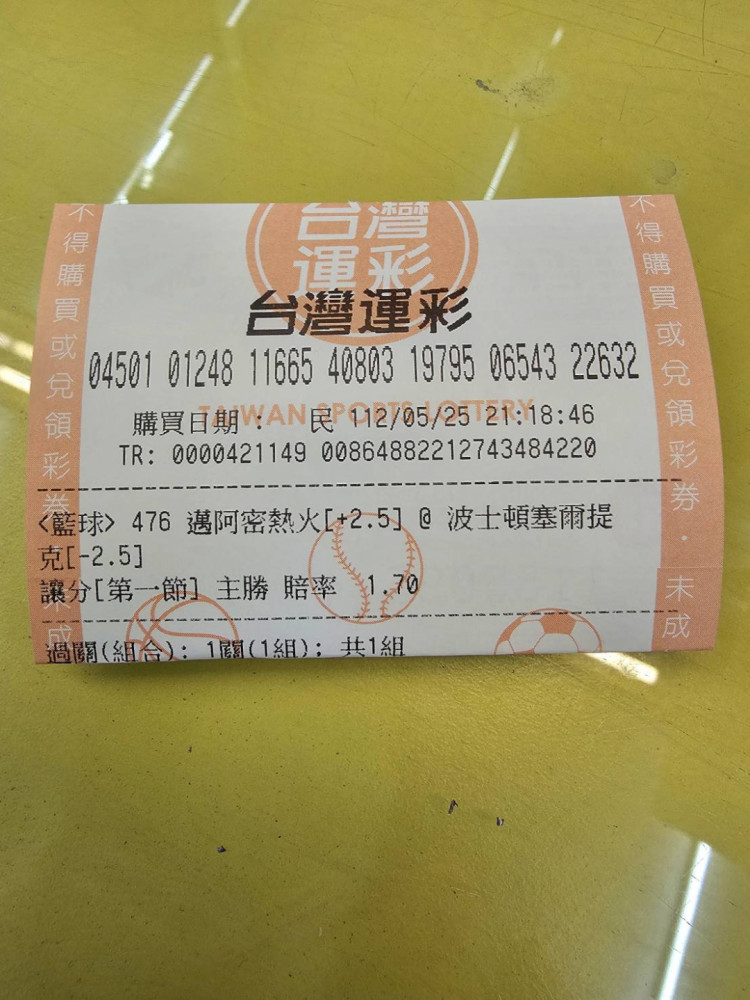 台灣
運彩
台灣運彩
04501 01248 11665 40803 19795 06543 22632
TAIWAN SPORTS LOTTERY
購買日期: 民 112/05/25 21:18:46
TR: 0000421149 00864882212743484220
<籃球> 476 邁阿密熱火[+2.5] @ 波士頓塞爾提
克[-2.5]
讓分[第一節] 主勝 賠率 1.70
過關(組合): 1關(1組): 共1組
不得購買或兌領彩券
未成
不得購買或兌領彩券·未成